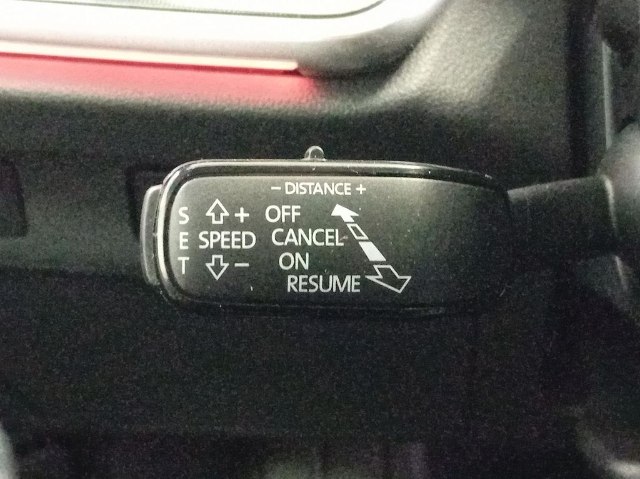 - DISTANCE +
S + OFF
E SPEED CANCEL
T - ON
RESUME